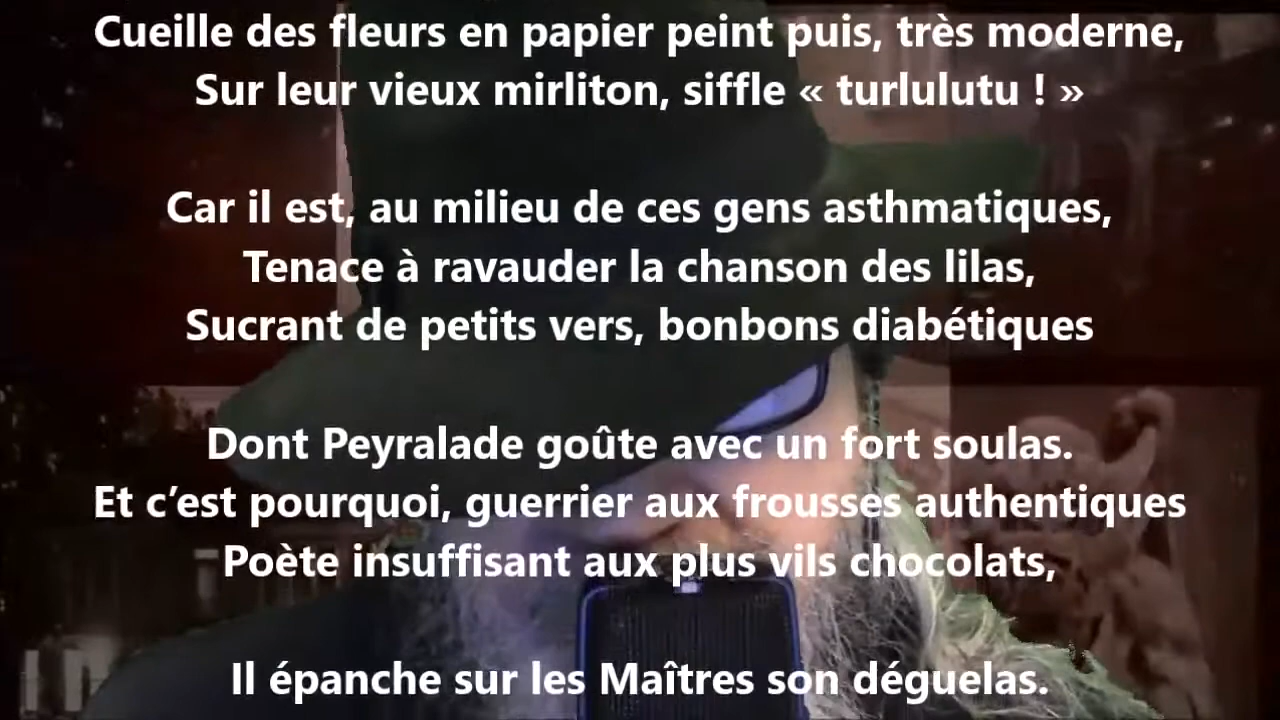 Cueille des fleurs en papier peint puis, très moderne,
Sur leur vieux mirliton, siffle « turlulutu ! »
Car il est, au milieu de ces gens asthmatiques,
Tenace à ravauder la chanson des lilas,
Sucrant de petits vers, bonbons diabétiques
Dont Peyralade goûte avec un fort soulas.
Et c’est pourquoi, guerrier aux frousses authentiques
Poète insuffisant aux plus vils chocolats,
Il épanche sur les Maîtres son déguelas.